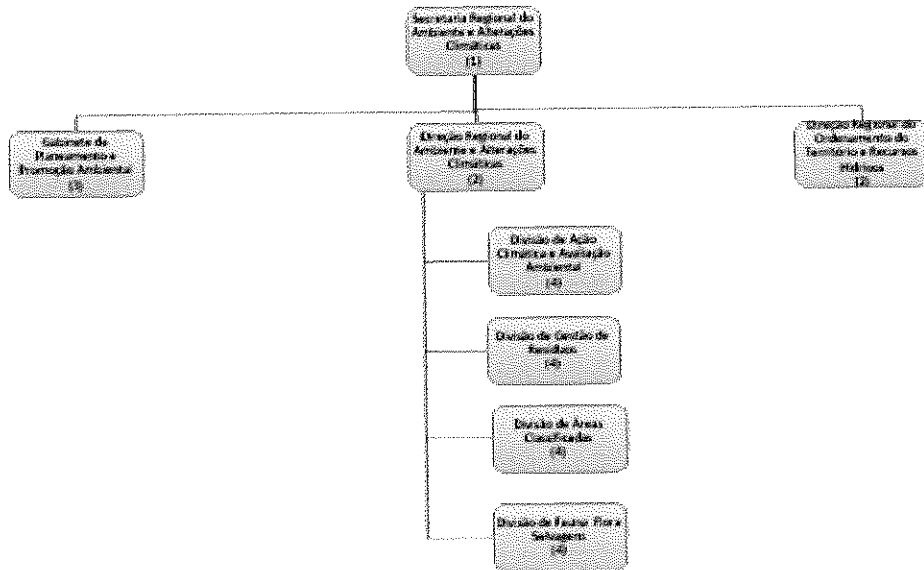 Secretaria Regional do
Ambiente e Alterações
Climáticas
(1)
Gabinete de
Planeamento e
Promoção Ambiental
(3)
Direção Regional do
Ambiente e Alterações
Climáticas
(2)
Direção Regional do
Ordenamento do
Território e Recursos
Hídricos
(2)
Divisão de Ação
Climática e Avaliação
Ambiental
(4)
Divisão de Gestão de
Resíduos
(4)
Divisão de Áreas
Classificadas
(4)
Divisão de Fauna Flora
Selvagens
(4)